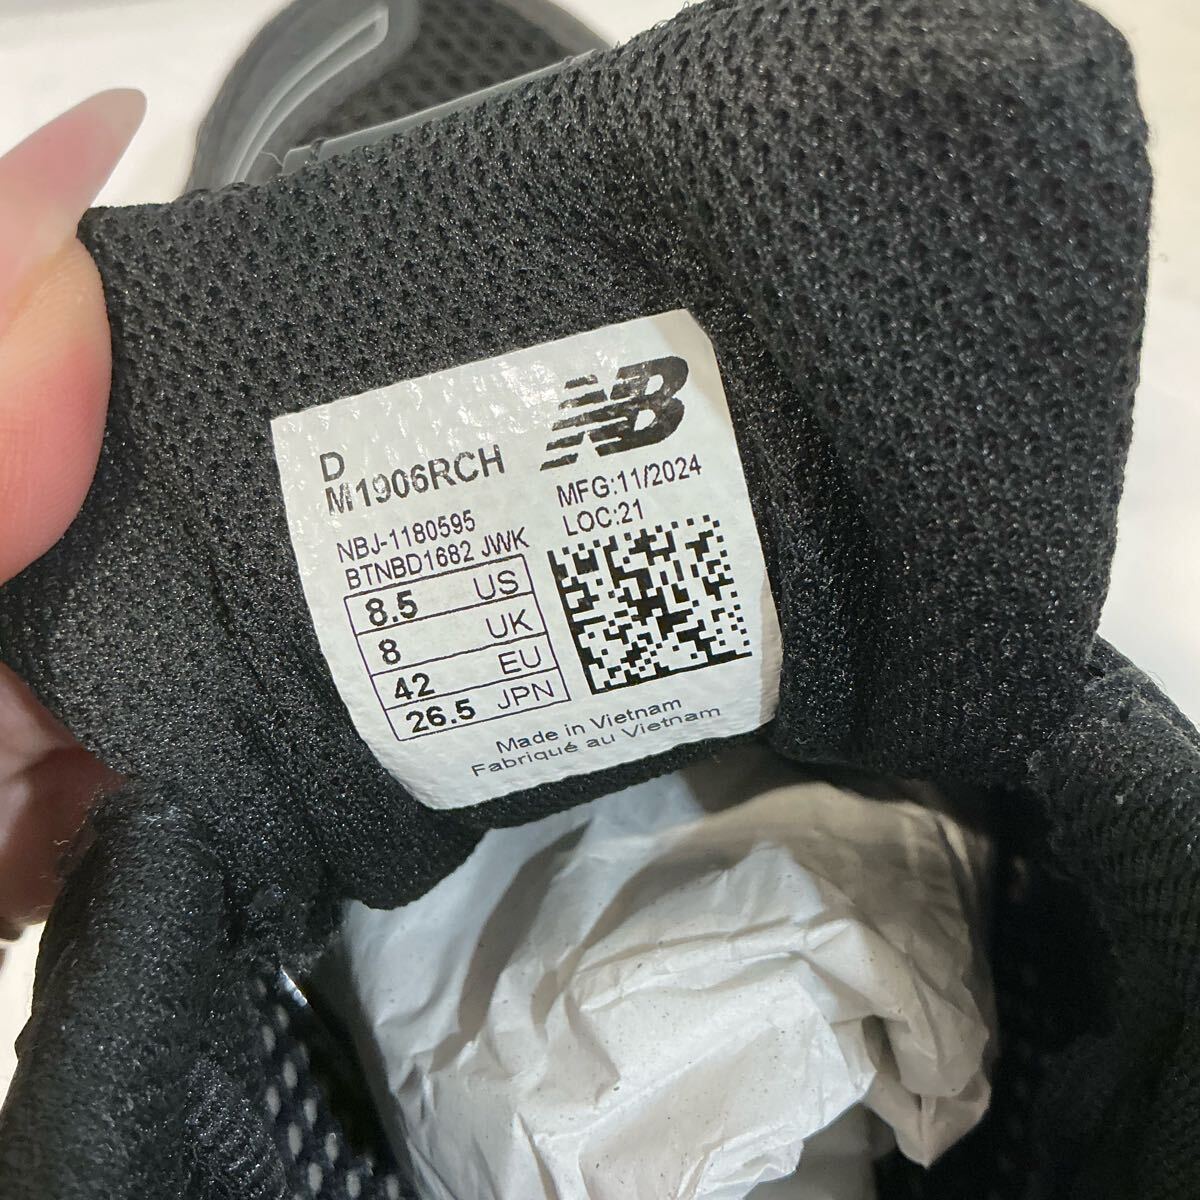 NB
D
M1906RCH
NBJ-1180595
BTNBD1682 JWK
MFG:11/2024
LOC:21
8.5 US
8 UK
42 EU
26.5 JPN
Made in Vietnam
Fabriqué au Vietnam